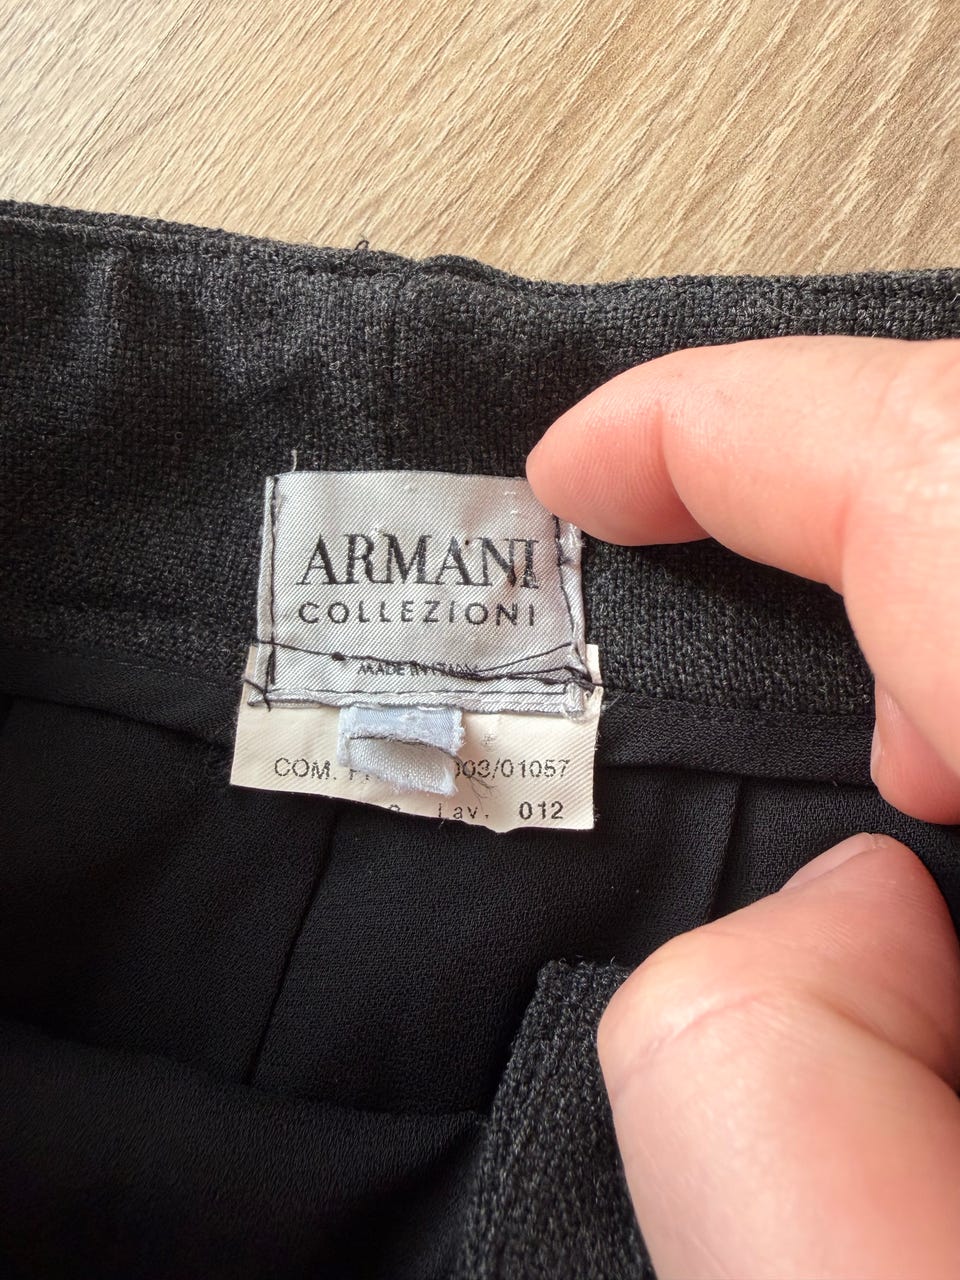 ARMANI
COLLEZIONI
MADE IN ITALY
COM. 003/01057
Lav. 012